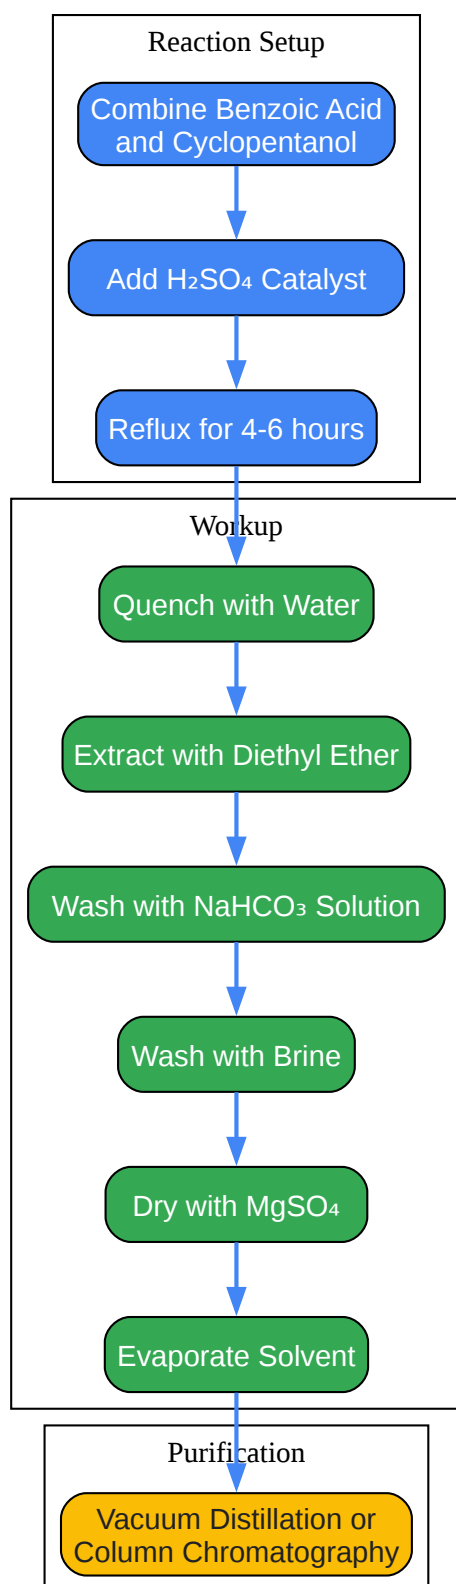 Reaction Setup
Combine Benzoic Acid
and Cyclopentanol
Add H₂SO₄ Catalyst
Reflux for 4-6 hours
Workup
Quench with Water
Extract with Diethyl Ether
Wash with NaHCO₃ Solution
Wash with Brine
Dry with MgSO₄
Evaporate Solvent
Purification
Vacuum Distillation or
Column Chromatography